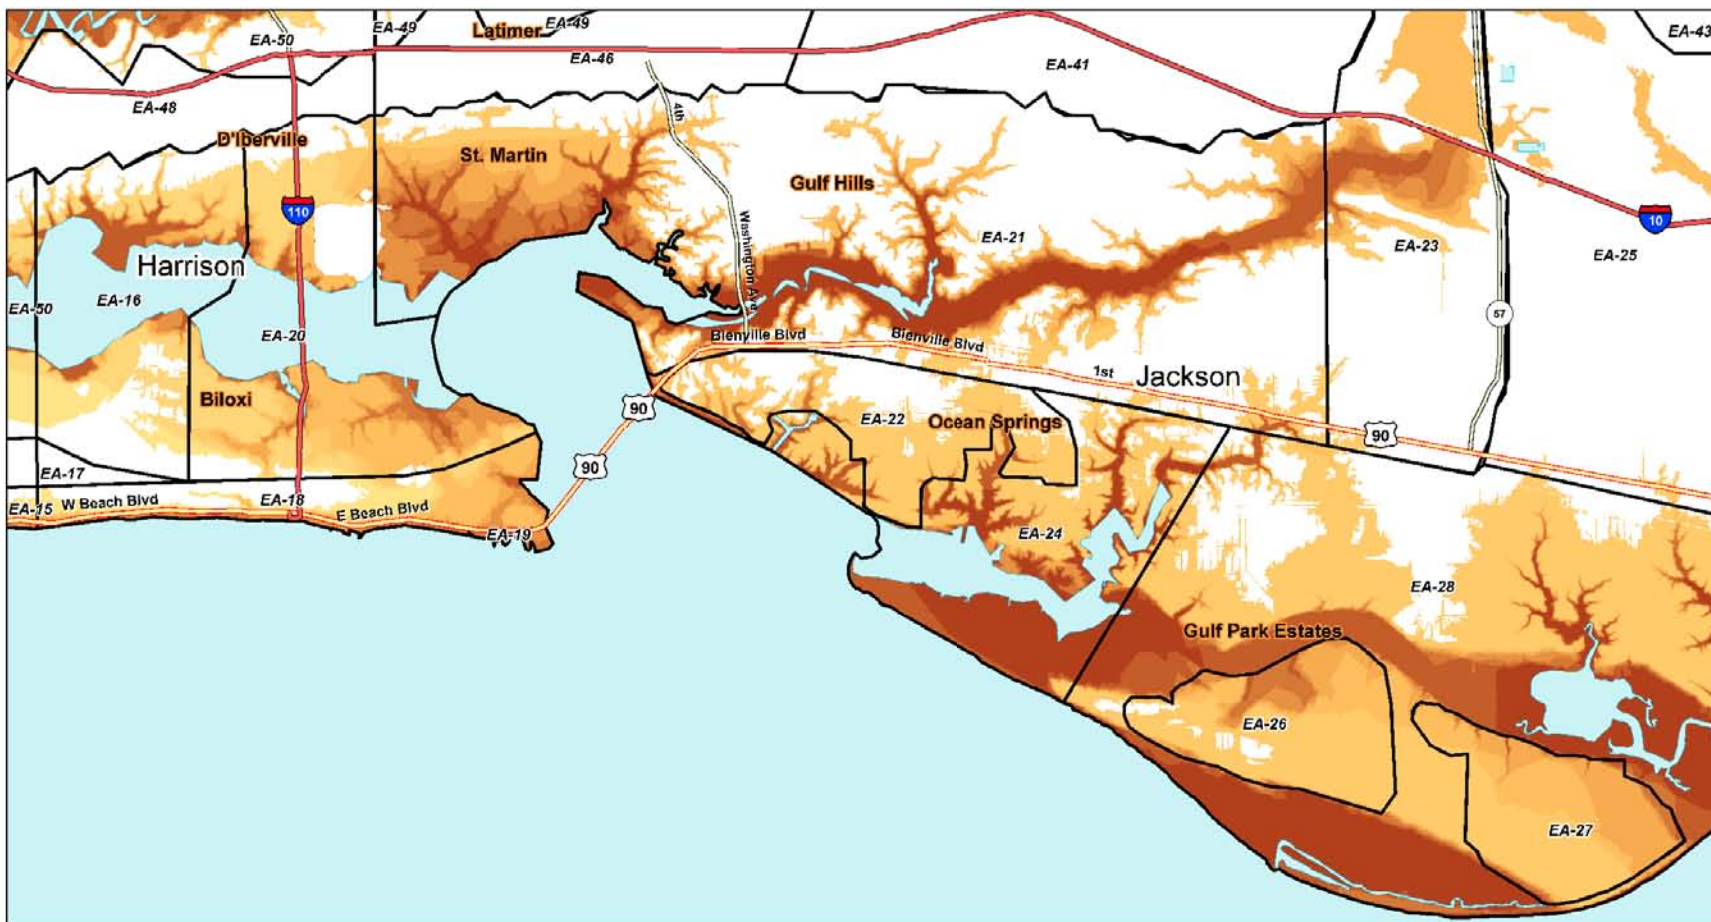 EA-49
EA-49
EA-43
Latimer
EA-50
EA-46
EA-41
EA-48
4th
D'Iberville
St. Martin
Gulf Hills
110
10
Washington Ave
EA-21
EA-23
EA-25
Harrison
EA-16
EA-50
57
EA-20
Bienville Blvd
Bienville Blvd
1st
Jackson
Biloxi
90
EA-22
Ocean Springs
90
90
EA-17
EA-15
W Beach Blvd
EA-18
E Beach Blvd
EA-19
EA-24
EA-28
Gulf Park Estates
EA-26
EA-27